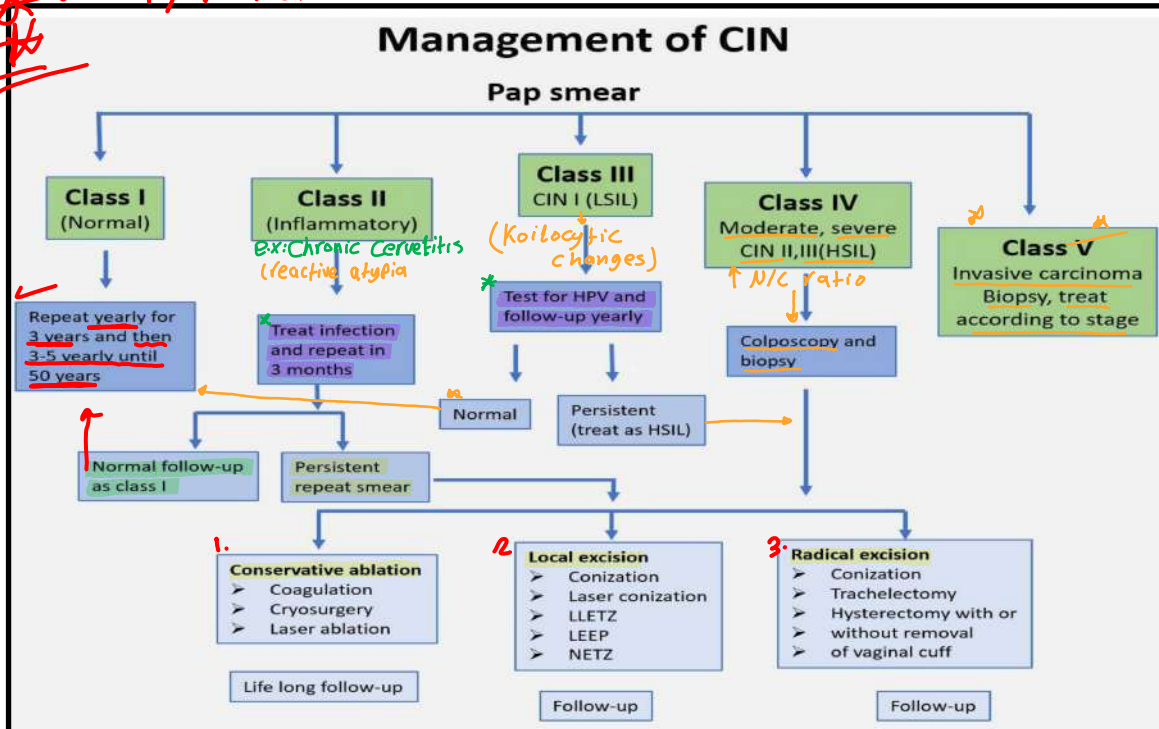 Management of CIN
Pap smear
Class I
(Normal)
Class II
(Inflammatory)
ex:Chronic Cervetitis
(reactive atypia
Class III
CIN I (LSIL)
(Koilocytic
changes)
Class IV
Moderate, severe
CIN II,III(HSIL)
↑ N/C ratio
Class V
Invasive carcinoma
Biopsy, treat
according to stage
Repeat yearly for
3 years and then
3-5 yearly until
50 years
Treat infection
and repeat in
3 months
Test for HPV and
follow-up yearly
Colposcopy and
biopsy
Normal
Persistent
(treat as HSIL)
Normal follow-up
as class I
Persistent
repeat smear
1.
Conservative ablation
➢ Coagulation
➢ Cryosurgery
➢ Laser ablation
2
Local excision
➢ Conization
➢ Laser conization
➢ LLETZ
➢ LEEP
➢ NETZ
3.
Radical excision
➢ Conization
➢ Trachelectomy
➢ Hysterectomy with or
➢ without removal
➢ of vaginal cuff
Life long follow-up
Follow-up
Follow-up